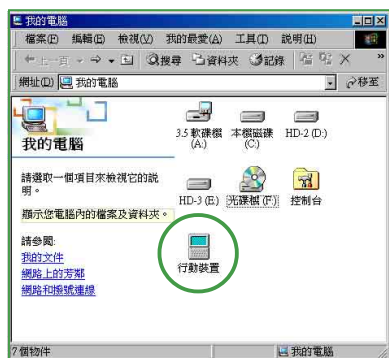 我的電腦
檔案(F) 編輯(E) 檢視(V) 我的最愛(A) 工具(T) 說明(H)
上一頁 搜尋 資料夾 記錄 »
網址(D) 我的電腦 移至
我的電腦
請選取一個項目來檢視它的說
明。
顯示您電腦內的檔案及資料夾。
請參閱:
我的文件
網路上的芳鄰
網路和撥號連線
3.5 軟碟機
(A:)
本機磁碟
(C:)
HD-2 (D:)
HD-3 (E:)
光碟機 (F:)
控制台
行動裝置
7 個物件
我的電腦